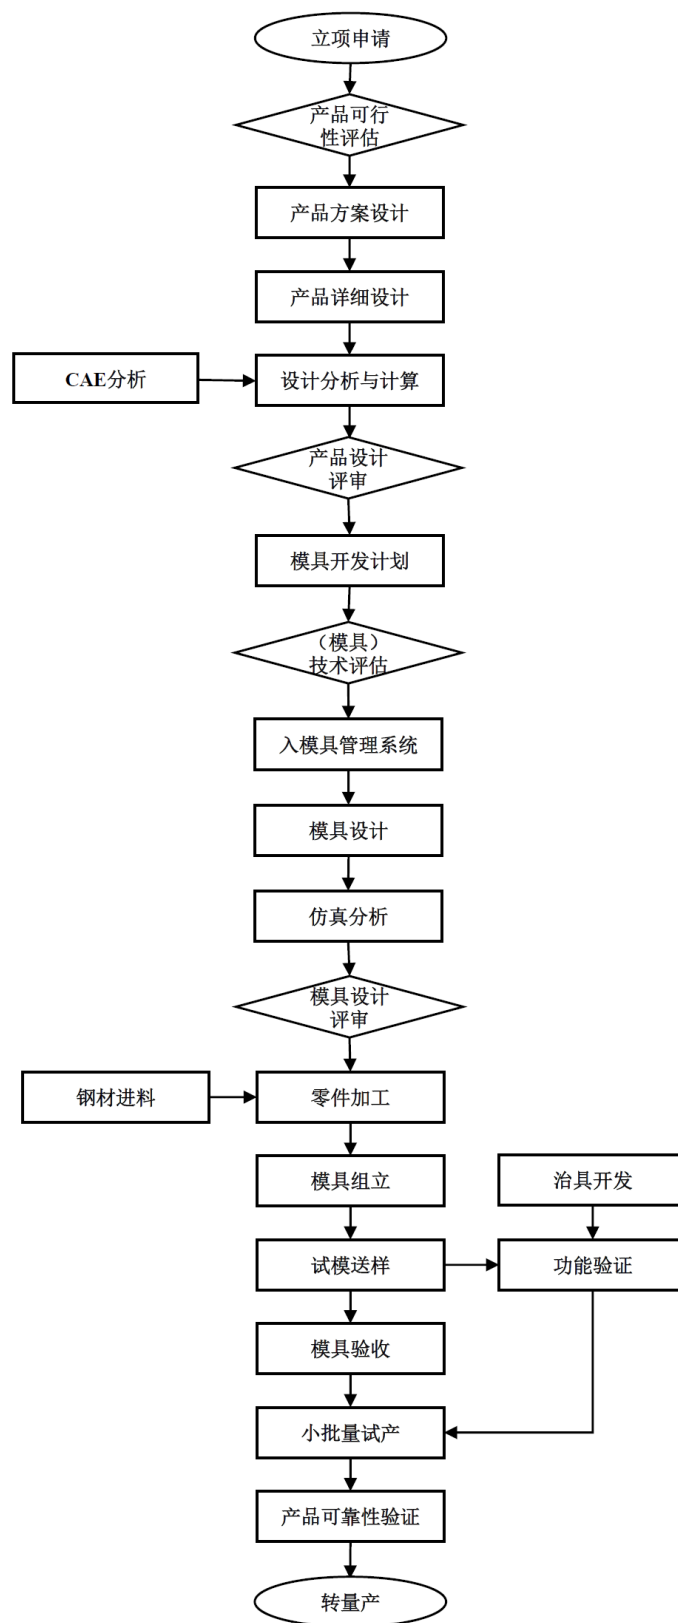 立项申请
产品可行
性评估
产品方案设计
产品详细设计
CAE分析
设计分析与计算
产品设计
评审
模具开发计划
（模具）
技术评估
入模具管理系统
模具设计
仿真分析
模具设计
评审
钢材进料
零件加工
模具组立
治具开发
试模送样
功能验证
模具验收
小批量试产
产品可靠性验证
转量产